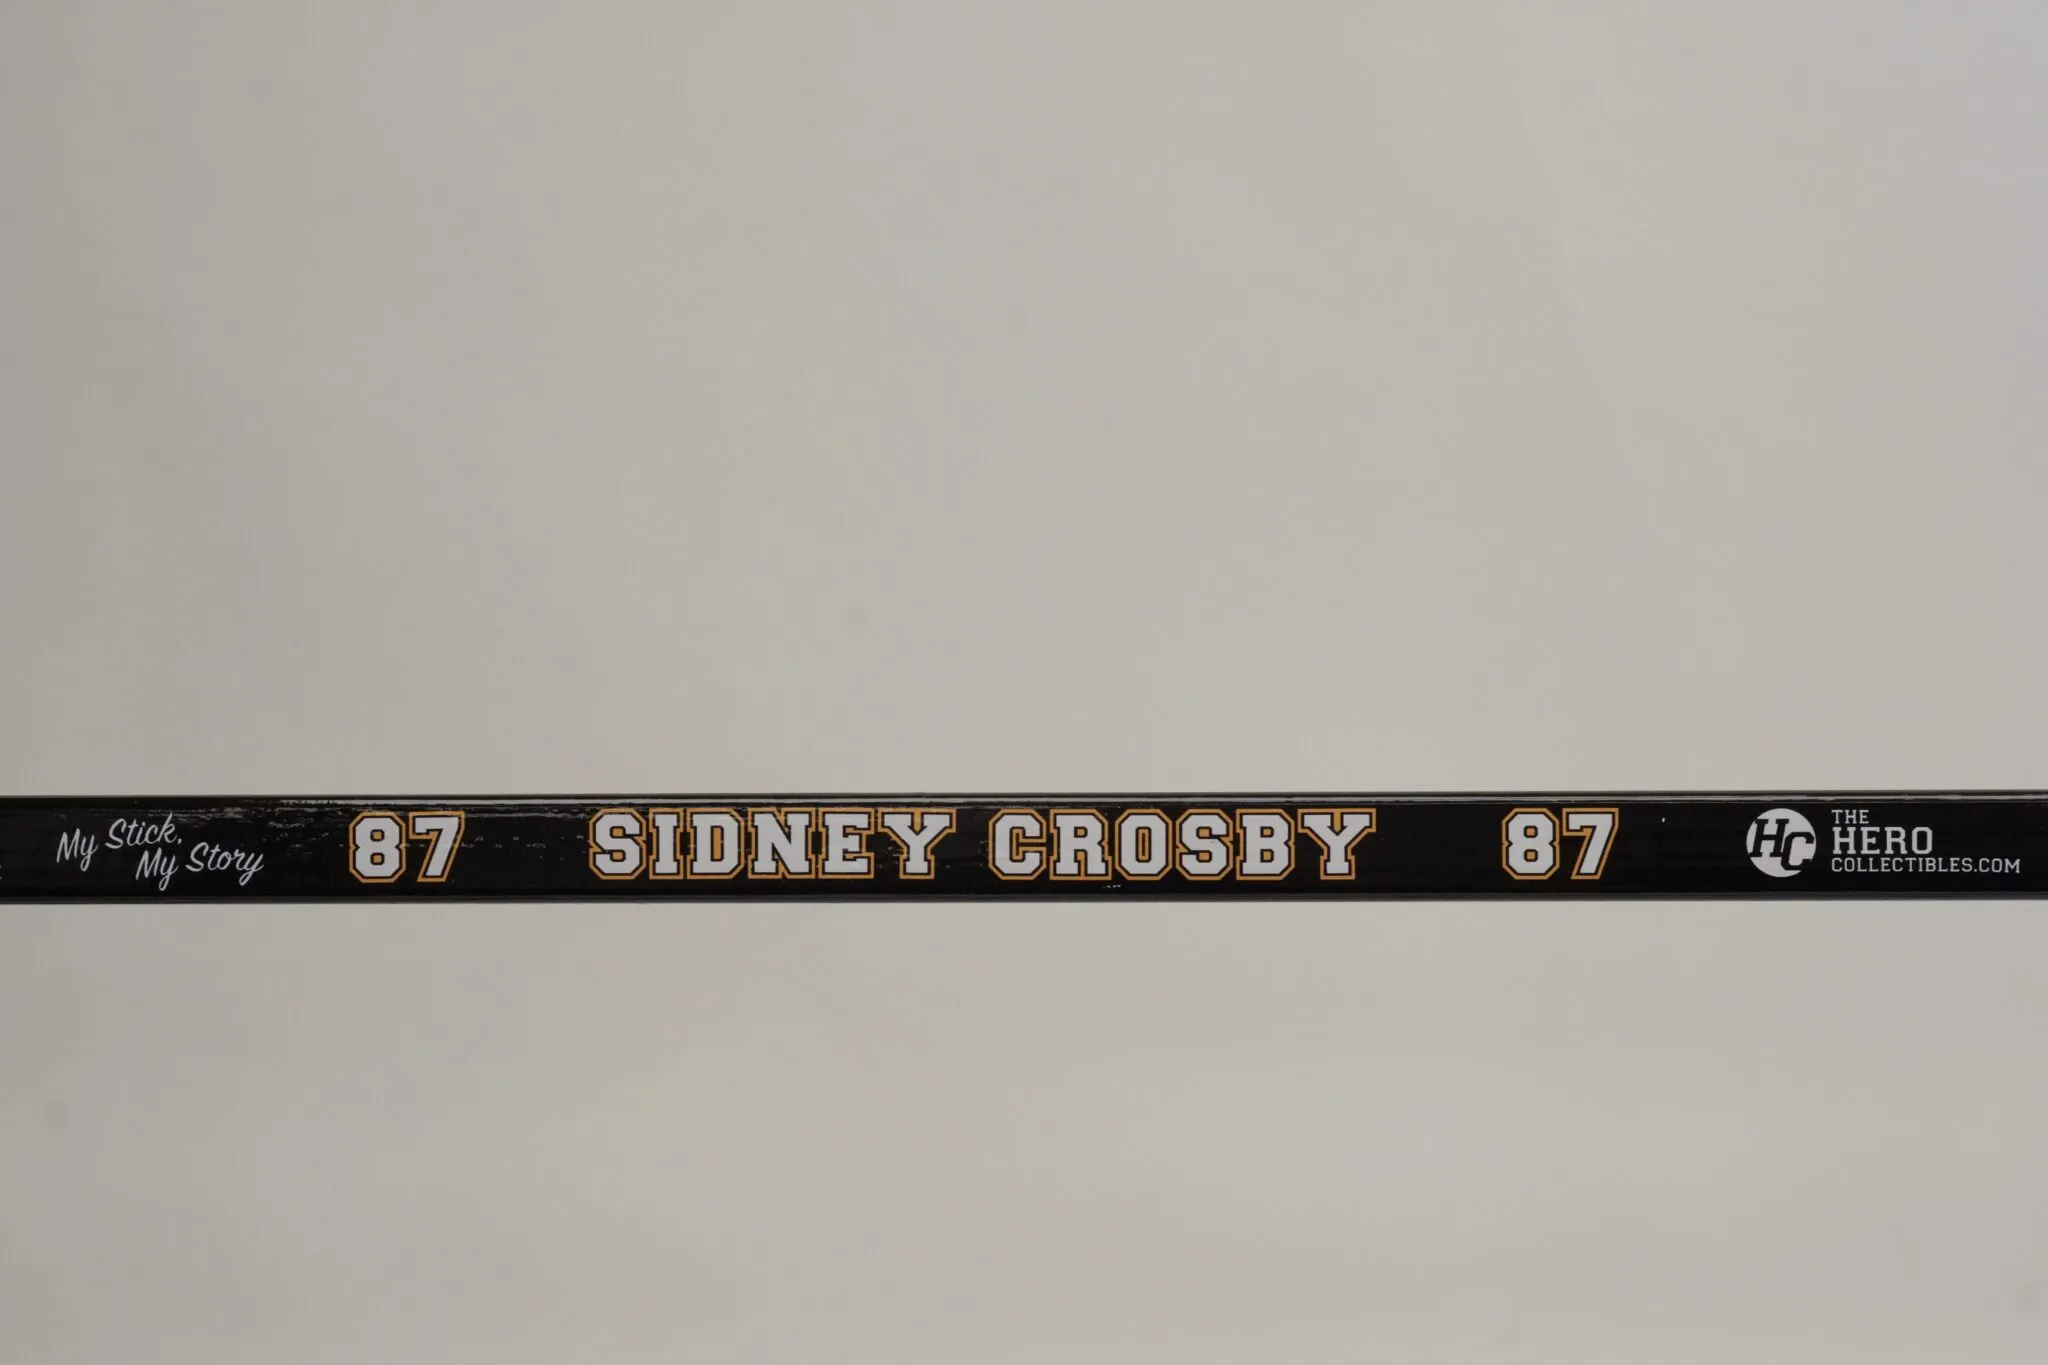 My Stick,
My Story
87 SIDNEY CROSBY 87
HC
THE
HERO
COLLECTIBLES.COM